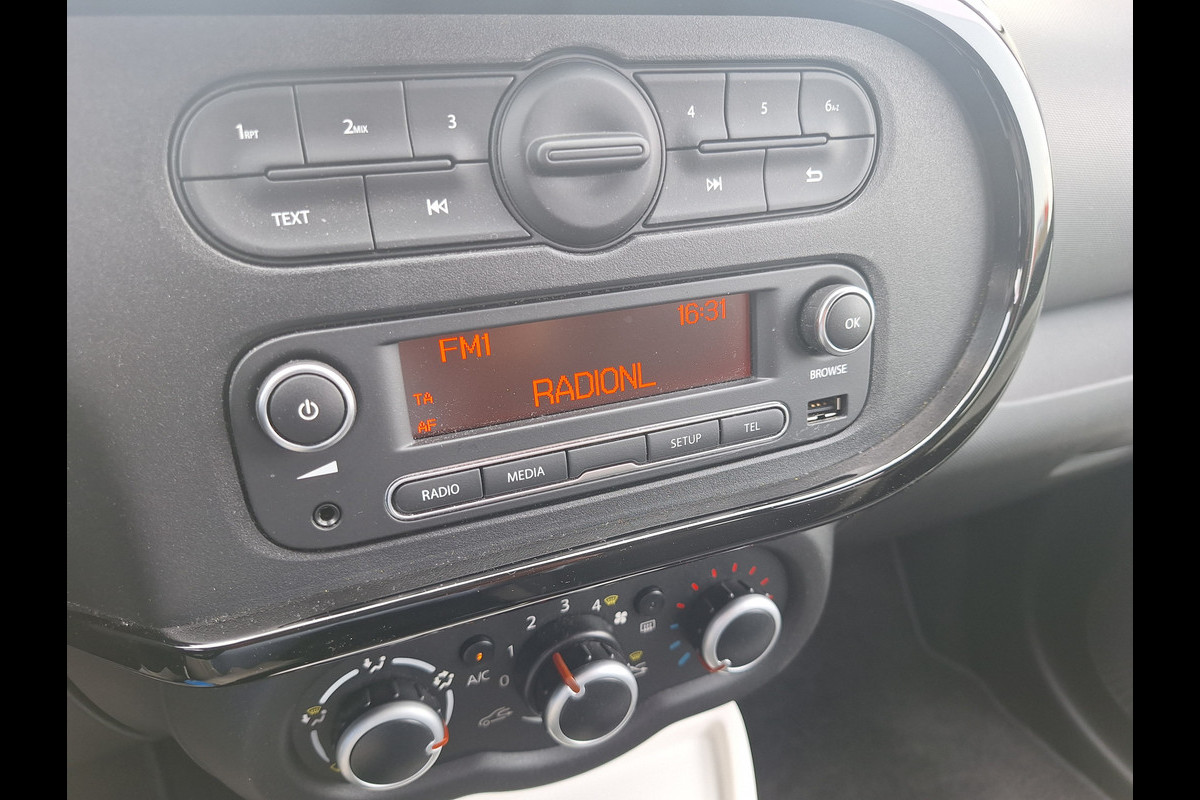 1RPT 2MIX 3 4 5 6A-Z
TEXT
FM1 16:31
TA RADIONL
AF
OK
BROWSE
RADIO MEDIA SETUP TEL
0 1 2 3 4
A/C